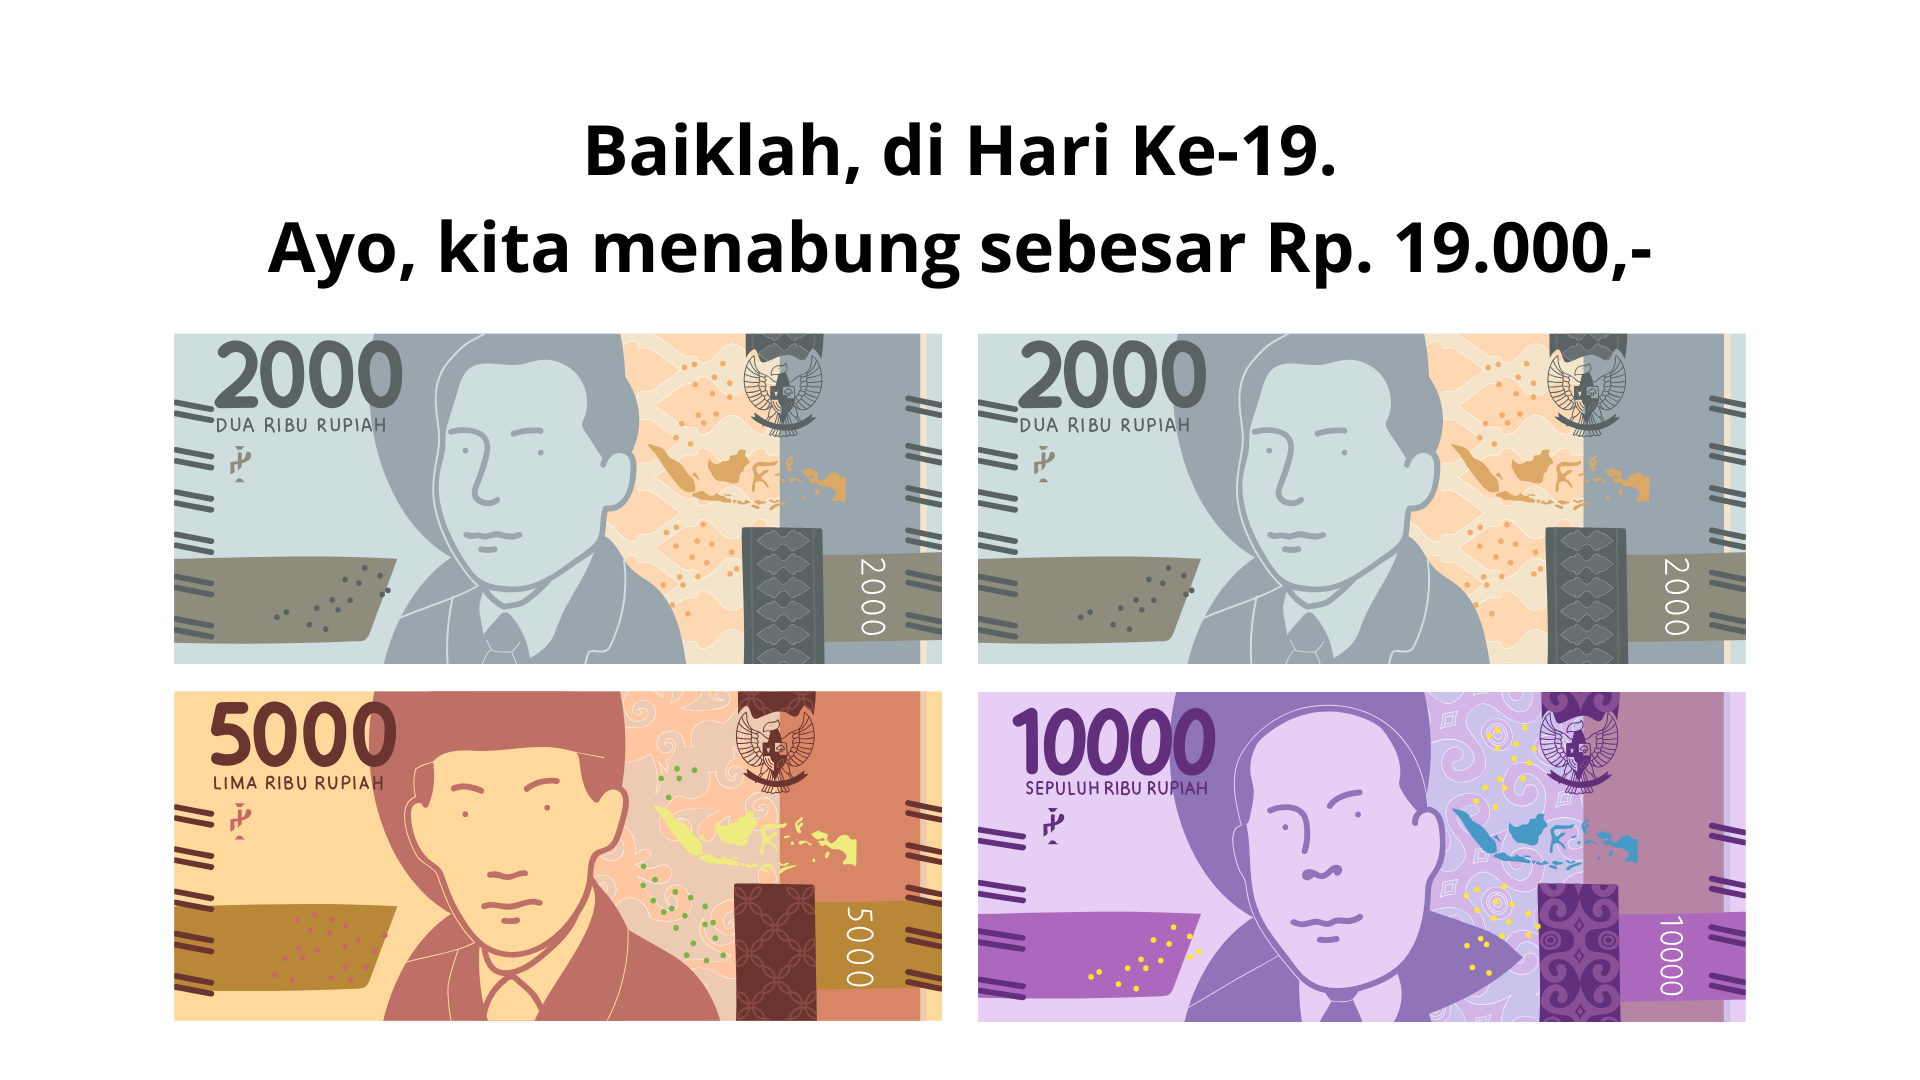 Baiklah, di Hari Ke-19.
Ayo, kita menabung sebesar Rp. 19.000,-
2000
DUA RIBU RUPIAH
2000
2000
DUA RIBU RUPIAH
2000
5000
LIMA RIBU RUPIAH
5000
10000
SEPULUH RIBU RUPIAH
10000